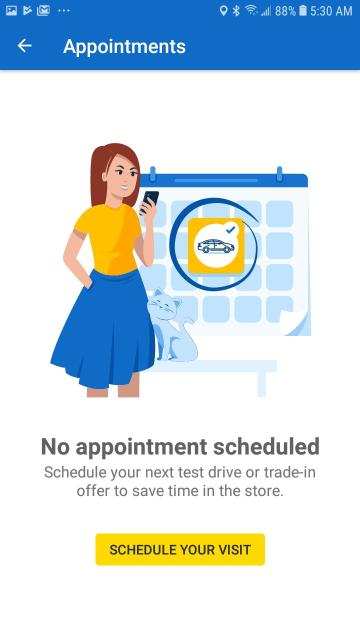 88% 5:30 AM
Appointments
No appointment scheduled
Schedule your next test drive or trade-in
offer to save time in the store.
SCHEDULE YOUR VISIT